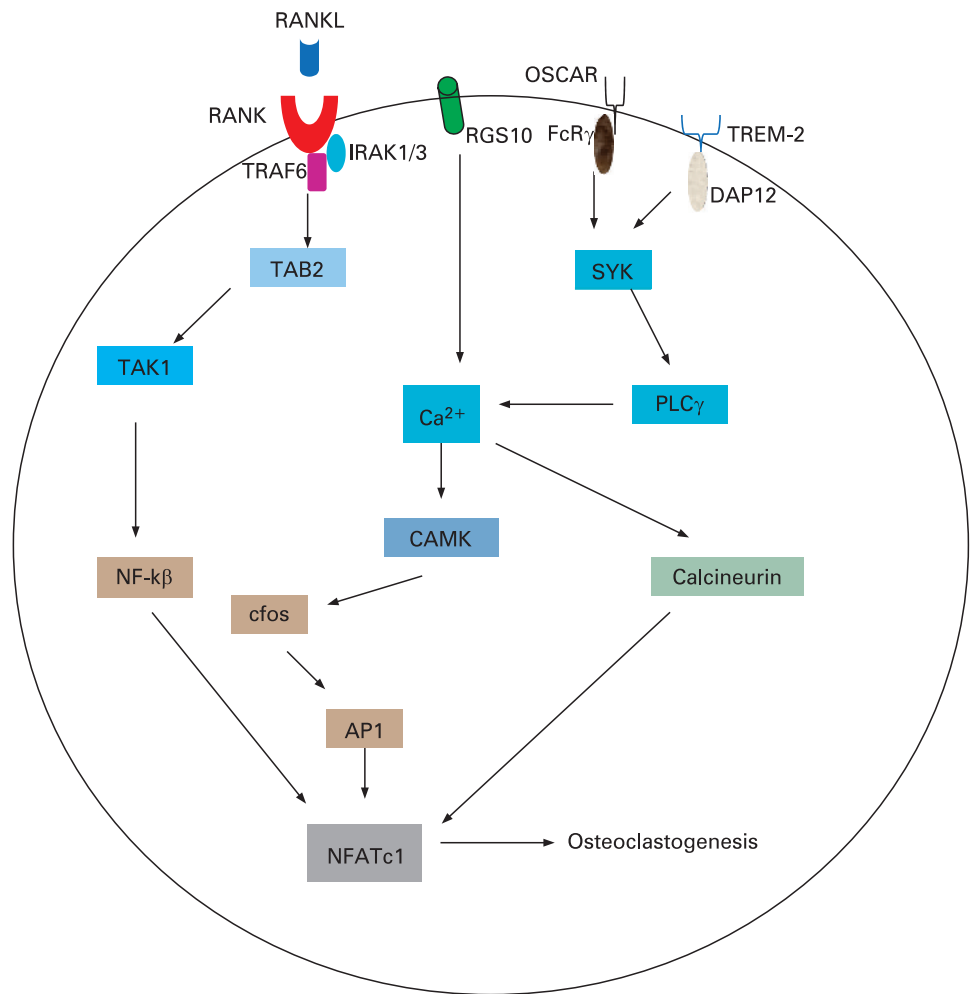 RANKL
OSCAR
RANK
RGS10
FcRγ
TREM-2
IRAK1/3
TRAF6
DAP12
TAB2
SYK
TAK1
Ca²⁺
PLCγ
CAMK
NF-kβ
Calcineurin
cfos
AP1
NFATc1
Osteoclastogenesis